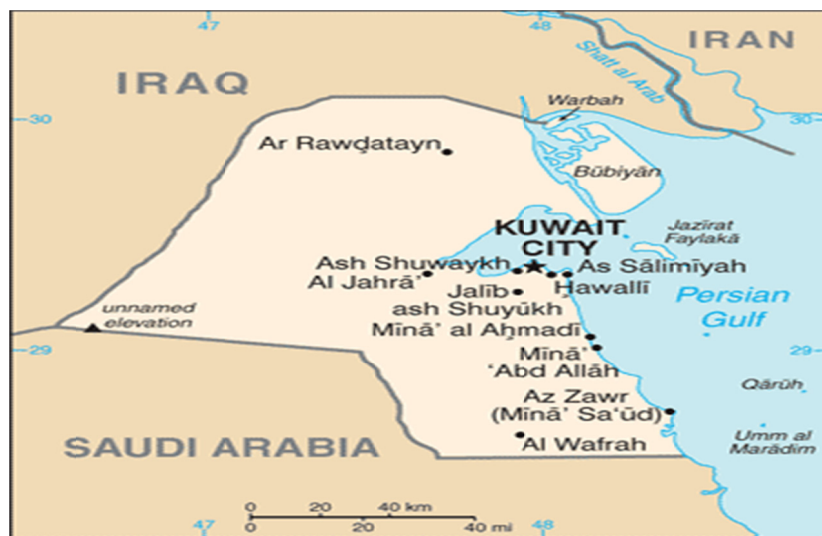 47
48
IRAN
IRAQ
Shatt al Arab
Warbah
30
30
Ar Rawḑatayn
Būbiyān
KUWAIT
CITY
Jazīrat
Faylakā
Ash Shuwaykh
As Sālimīyah
Al Jahrā’
Ḩawallī
Jalīb
ash Shuyūkh
Persian
Gulf
unnamed
elevation
Mīnā’ al Aḩmadī
29
29
Mīnā’
‘Abd Allāh
Qārūh
Az Zawr
(Mīnā’ Sa‘ūd)
SAUDI ARABIA
Al Wafrah
Umm al
Marādim
0 20 40 km
0 20 40 mi
47
48